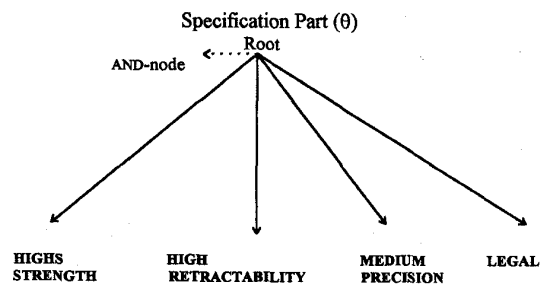 Specification Part (θ)
Root
AND-node
HIGHS STRENGTH
HIGH RETRACTABILITY
MEDIUM PRECISION
LEGAL